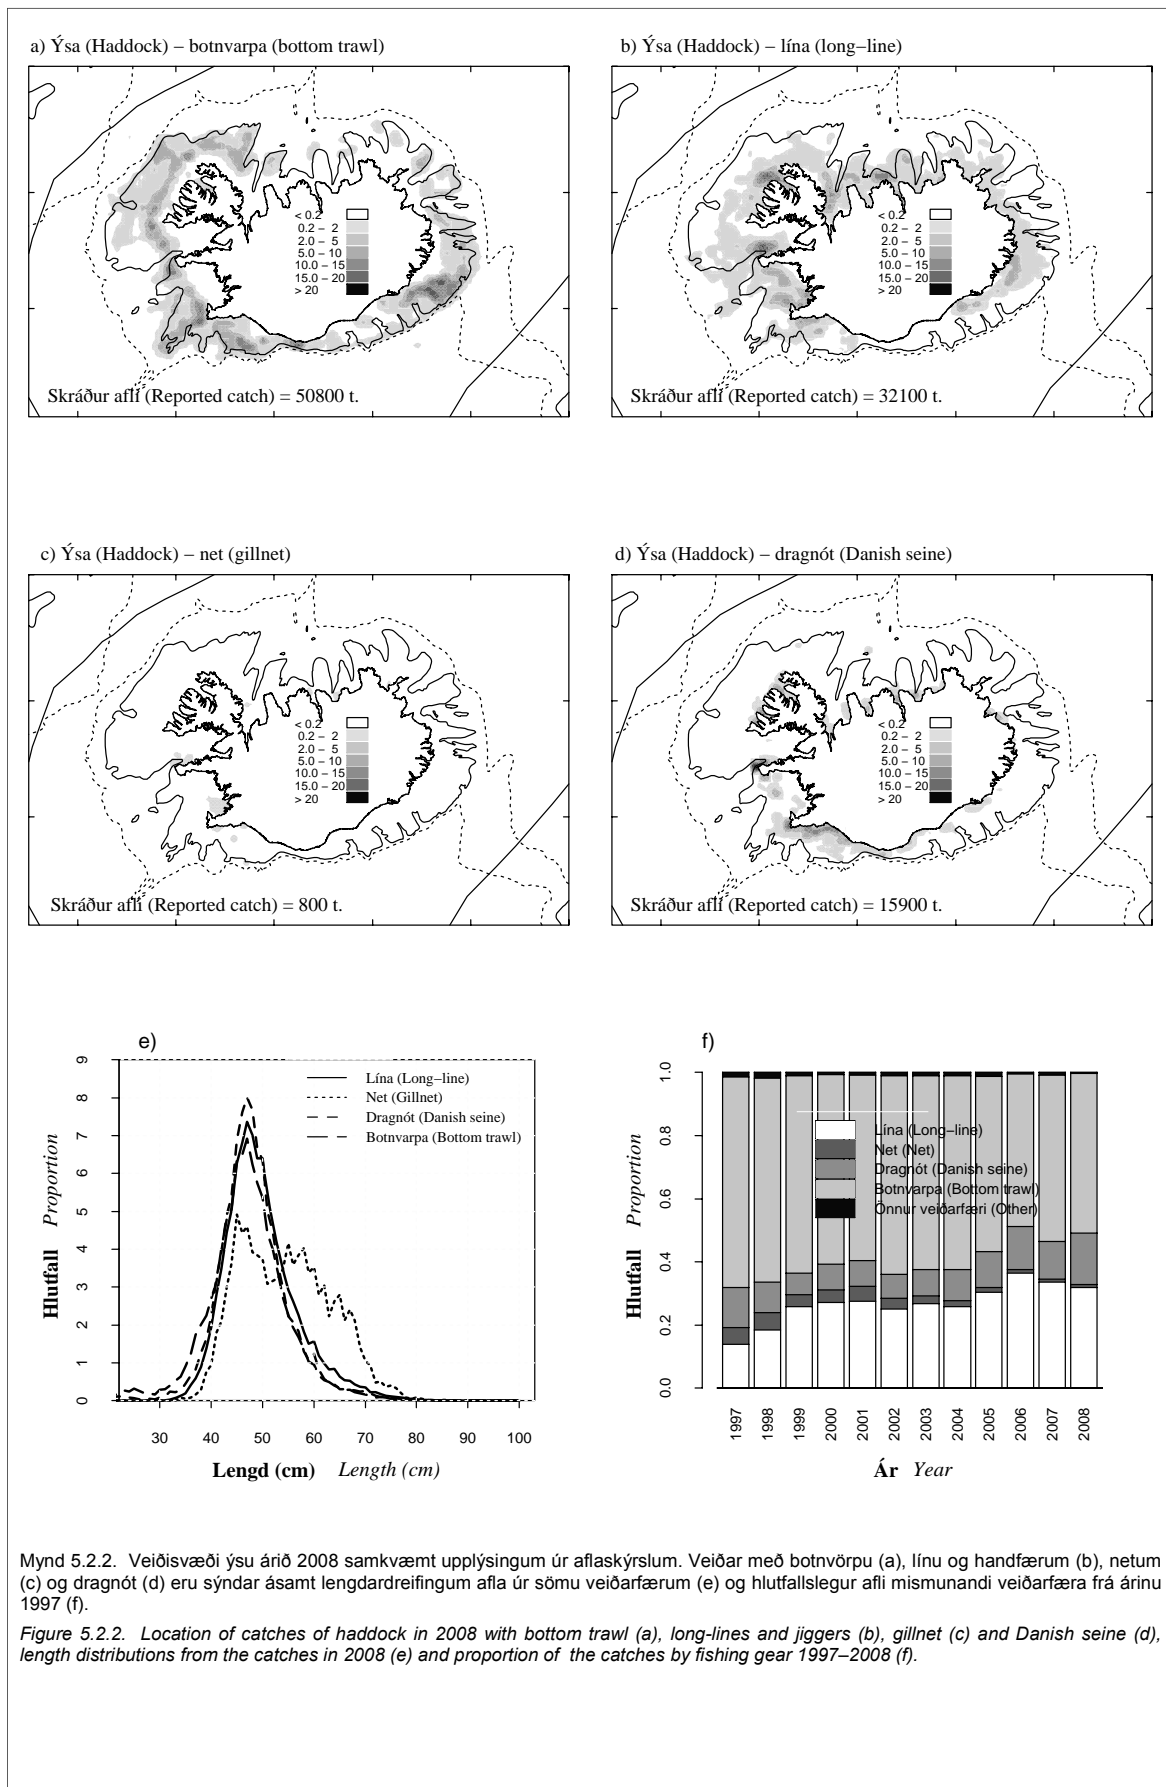 a) Ýsa (Haddock) – botnvarpa (bottom trawl)
< 0.2
0.2 – 2
2.0 – 5
5.0 – 10
10.0 – 15
15.0 – 20
> 20
Skráður afli (Reported catch) = 50800 t.
b) Ýsa (Haddock) – lína (long–line)
< 0.2
0.2 – 2
2.0 – 5
5.0 – 10
10.0 – 15
15.0 – 20
> 20
Skráður afli (Reported catch) = 32100 t.
c) Ýsa (Haddock) – net (gillnet)
< 0.2
0.2 – 2
2.0 – 5
5.0 – 10
10.0 – 15
15.0 – 20
> 20
Skráður afli (Reported catch) = 800 t.
d) Ýsa (Haddock) – dragnót (Danish seine)
< 0.2
0.2 – 2
2.0 – 5
5.0 – 10
10.0 – 15
15.0 – 20
> 20
Skráður afli (Reported catch) = 15900 t.
e)
Hlutfall Proportion
9
8
7
6
5
4
3
2
1
0
Lína (Long–line)
Net (Gillnet)
Dragnót (Danish seine)
Botnvarpa (Bottom trawl)
30 40 50 60 70 80 90 100
Lengd (cm) Length (cm)
f)
Hlutfall Proportion
1.0
0.8
0.6
0.4
0.2
0.0
Lína (Long–line)
Net (Net)
Dragnót (Danish seine)
Botnvarpa (Bottom trawl)
Önnur veiðarfæri (Other)
1997 1998 1999 2000 2001 2002 2003 2004 2005 2006 2007 2008
Ár Year
Mynd 5.2.2. Veiðisvæði ýsu árið 2008 samkvæmt upplýsingum úr aflaskýrslum. Veiðar með botnvörpu (a), línu og handfærum (b), netum
(c) og dragnót (d) eru sýndar ásamt lengdardreifingum afla úr sömu veiðarfærum (e) og hlutfallslegur afli mismunandi veiðarfæra frá árinu
1997 (f).
Figure 5.2.2. Location of catches of haddock in 2008 with bottom trawl (a), long-lines and jiggers (b), gillnet (c) and Danish seine (d),
length distributions from the catches in 2008 (e) and proportion of the catches by fishing gear 1997–2008 (f).